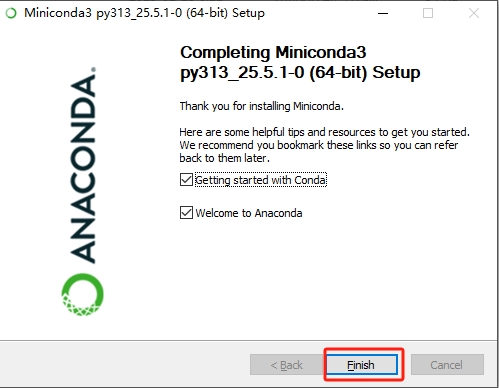 Miniconda3 py313_25.5.1-0 (64-bit) Setup
ANACONDA.
Completing Miniconda3
py313_25.5.1-0 (64-bit) Setup
Thank you for installing Miniconda.
Here are some helpful tips and resources to get you started.
We recommend you bookmark these links so you can refer
back to them later.
Getting started with Conda
Welcome to Anaconda
< Back
Finish
Cancel